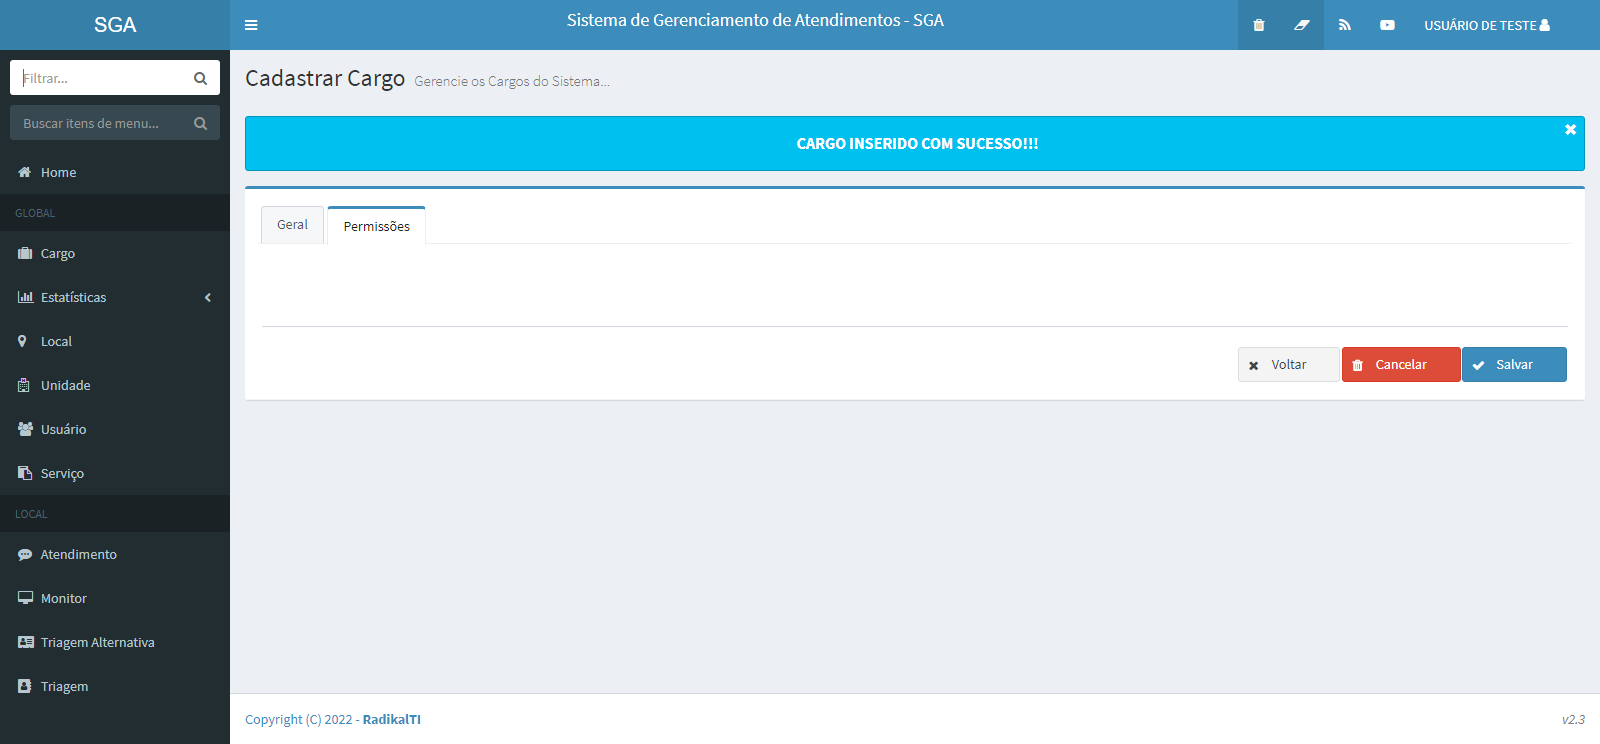 SGA
Sistema de Gerenciamento de Atendimentos - SGA
USUÁRIO DE TESTE
Filtrar...
Buscar itens de menu...
Home
GLOBAL
Cargo
Estatísticas
Local
Unidade
Usuário
Serviço
LOCAL
Atendimento
Monitor
Triagem Alternativa
Triagem
Cadastrar Cargo Gerencie os Cargos do Sistema...
CARGO INSERIDO COM SUCESSO!!!
Geral
Permissões
Voltar
Cancelar
Salvar
Copyright (C) 2022 - RadikalTI
v2.3